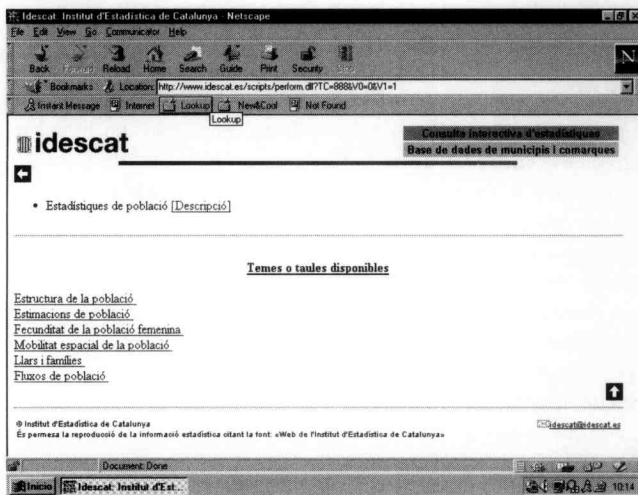 Idescat: Institut d'Estadística de Catalunya - Netscape
File Edit View Go Communicator Help
Back Forward Reload Home Search Guide Print Security
Bookmarks Location: http://www.idescat.es/scripts/perform.dll?TC=888&V0=0&V1=1
Instant Message Internet Lookup New&Cool Not Found
Lookup
idescat
Consulta interactiva d'estadístiques
Base de dades de municipis i comarques
• Estadístiques de població [Descripció]
Temes o taules disponibles
Estructura de la població
Estimacions de població
Fecunditat de la població femenina
Mobilitat espacial de la població
Llars i famílies
Fluxos de població
© Institut d'Estadística de Catalunya
idescat@idescat.es
És permesa la reproducció de la informació estadística citant la font: «Web de l'Institut d'Estadística de Catalunya»
Document: Done
Inicio Idescat: Institut d'Est...
10:14